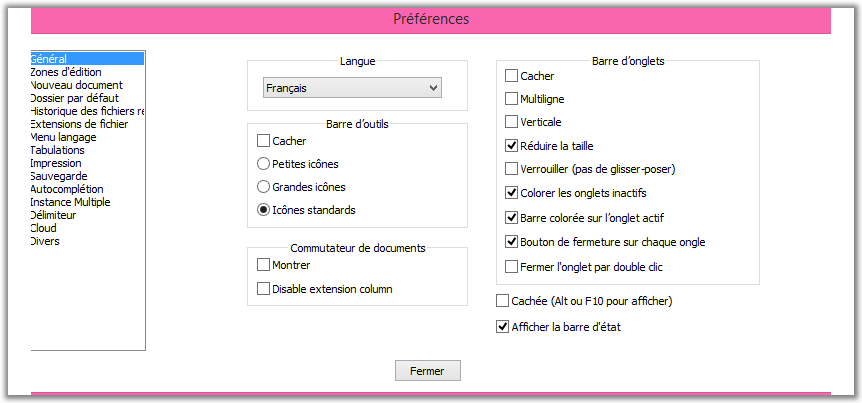 Préférences
Général
Zones d'édition
Nouveau document
Dossier par défaut
Historique des fichiers re
Extensions de fichier
Menu langage
Tabulations
Impression
Sauvegarde
Autocomplétion
Instance Multiple
Délimiteur
Cloud
Divers
Langue
Français
Barre d'outils
Cacher
Petites icônes
Grandes icônes
Icônes standards
Commutateur de documents
Montrer
Disable extension column
Barre d'onglets
Cacher
Multiligne
Verticale
Réduire la taille
Verrouiller (pas de glisser-poser)
Colorer les onglets inactifs
Barre colorée sur l'onglet actif
Bouton de fermeture sur chaque ongle
Fermer l'onglet par double clic
Cachée (Alt ou F10 pour afficher)
Afficher la barre d'état
Fermer